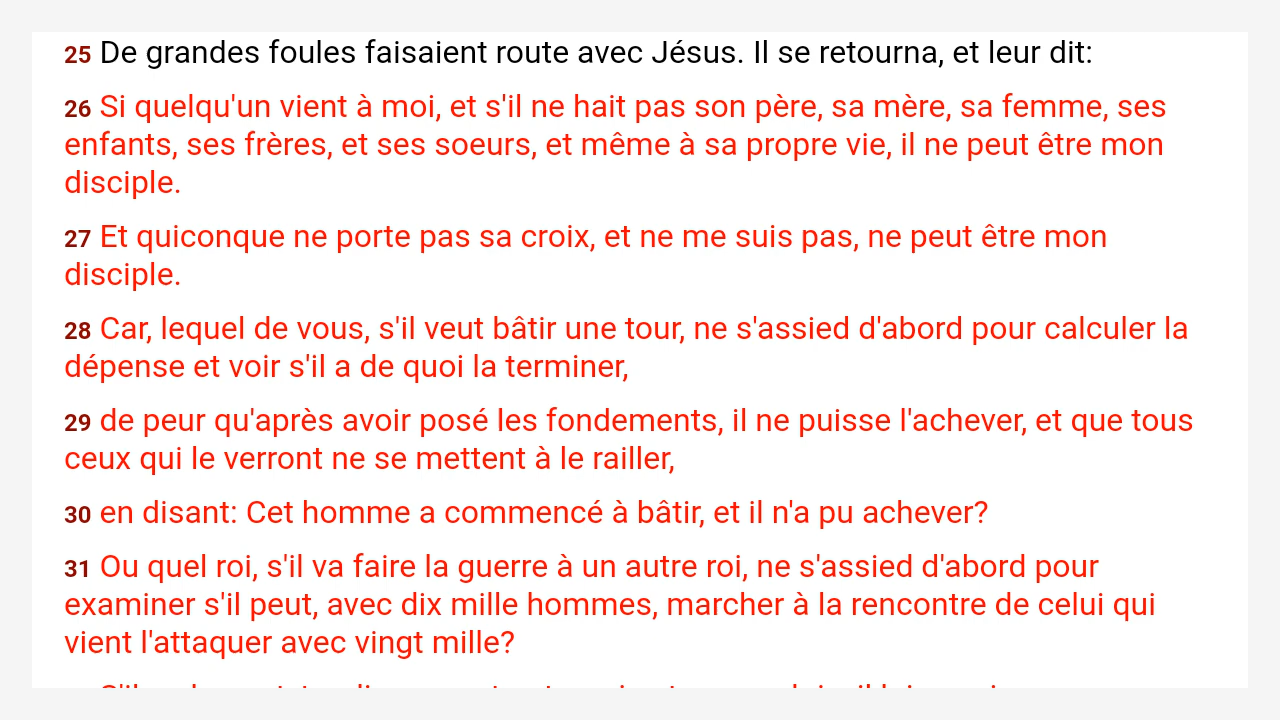 25 De grandes foules faisaient route avec Jésus. Il se retourna, et leur dit:
26 Si quelqu'un vient à moi, et s'il ne hait pas son père, sa mère, sa femme, ses
enfants, ses frères, et ses soeurs, et même à sa propre vie, il ne peut être mon
disciple.
27 Et quiconque ne porte pas sa croix, et ne me suis pas, ne peut être mon
disciple.
28 Car, lequel de vous, s'il veut bâtir une tour, ne s'assied d'abord pour calculer la
dépense et voir s'il a de quoi la terminer,
29 de peur qu'après avoir posé les fondements, il ne puisse l'achever, et que tous
ceux qui le verront ne se mettent à le railler,
30 en disant: Cet homme a commencé à bâtir, et il n'a pu achever?
31 Ou quel roi, s'il va faire la guerre à un autre roi, ne s'assied d'abord pour
examiner s'il peut, avec dix mille hommes, marcher à la rencontre de celui qui
vient l'attaquer avec vingt mille?